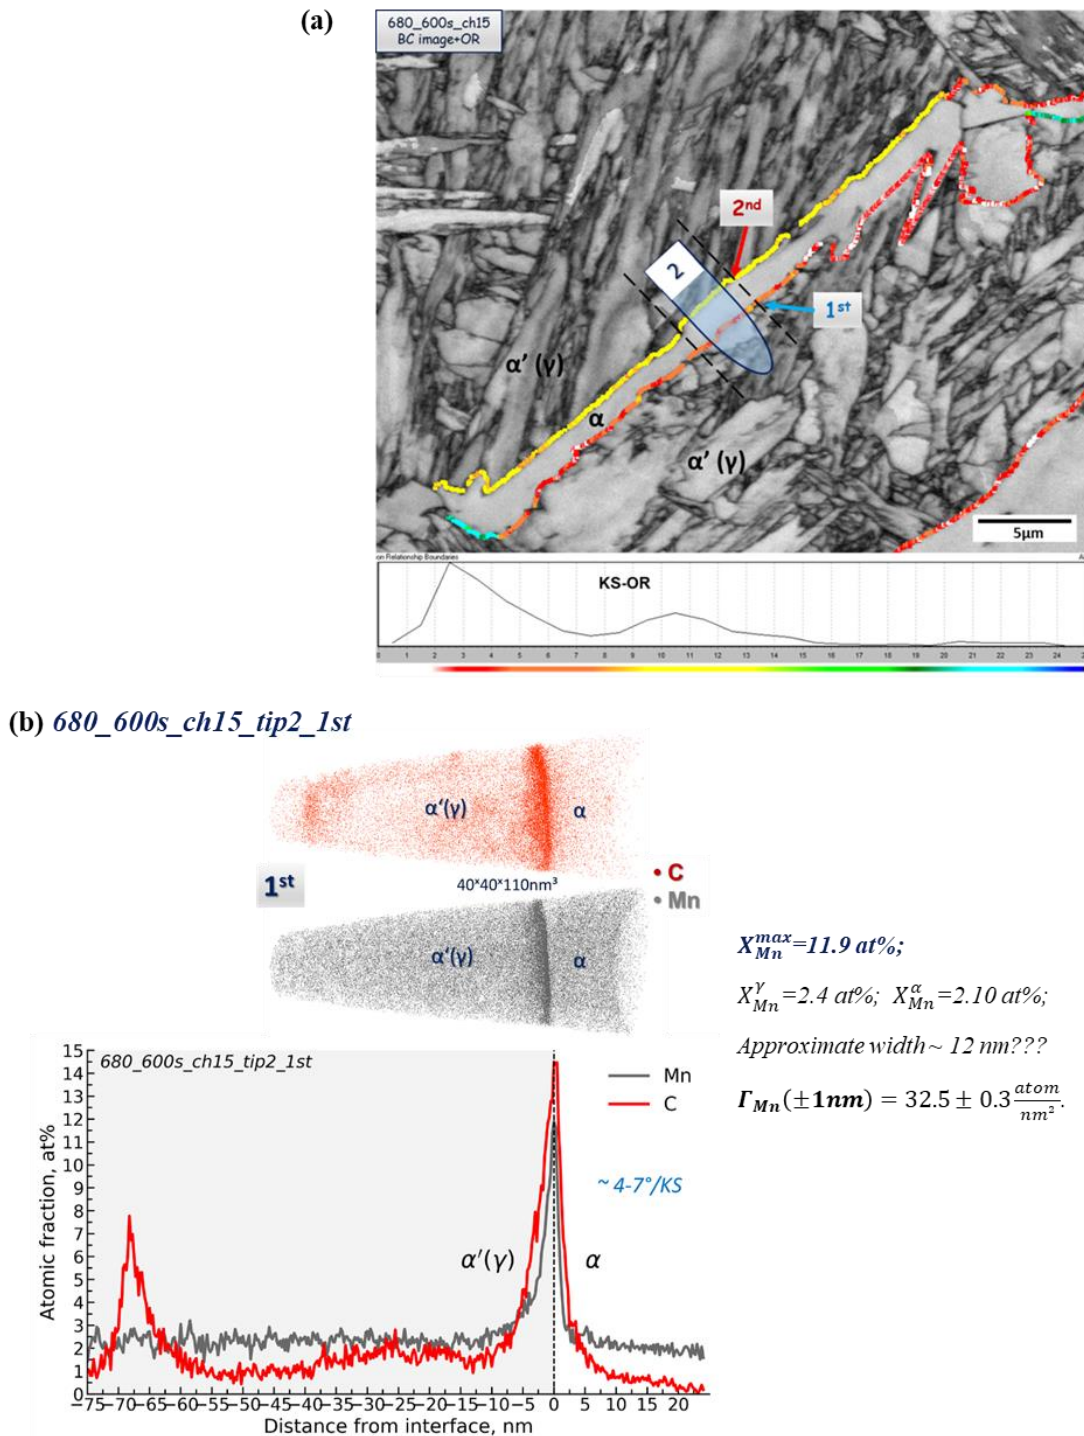 (a)
680_600s_ch15
BC image+OR
2nd
2
1st
α' (γ)
α
α' (γ)
5μm
on Relationship Boundaries
KS-OR
0 1 2 3 4 5 6 7 8 9 10 11 12 13 14 15 16 17 18 19 20 21 22 23 24
(b) 680_600s_ch15_tip2_1st
α'(γ)
α
1st
40×40×110nm³
• C
• Mn
α'(γ)
α
X_Mn^max=11.9 at%;
X_Mn^γ=2.4 at%; X_Mn^α=2.10 at%;
Approximate width~ 12 nm???
Γ_Mn(±1nm) = 32.5 ± 0.3 atom/nm².
680_600s_ch15_tip2_1st
Mn
C
~ 4-7°/KS
α'(γ)
α
Atomic fraction, at%
15
14
13
12
11
10
9
8
7
6
5
4
3
2
1
0
−75 −70 −65 −60 −55 −50 −45 −40 −35 −30 −25 −20 −15 −10 −5 0 5 10 15 20
Distance from interface, nm